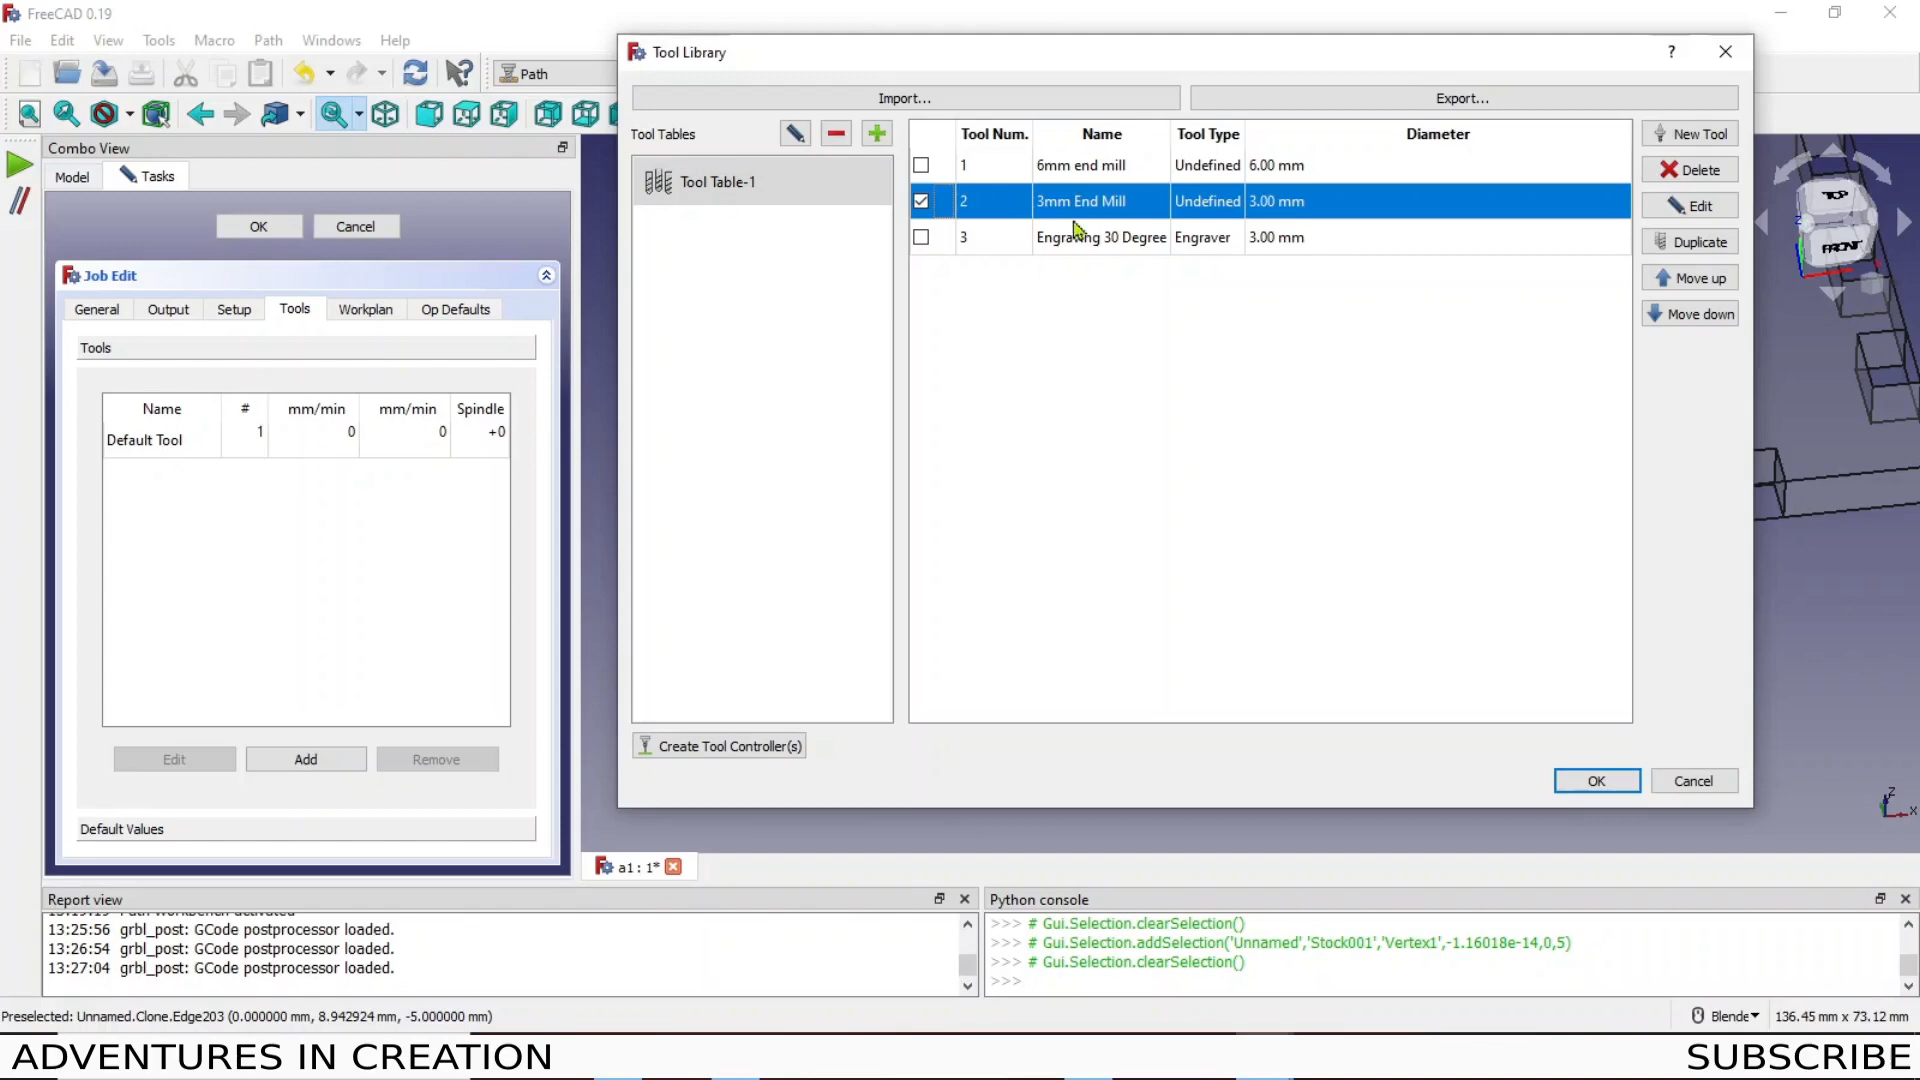 FreeCAD 0.19
File Edit View Tools Macro Path Windows Help
Path
Combo View
Model Tasks
OK Cancel
Job Edit
General Output Setup Tools Workplan Op Defaults
Tools
Name # mm/min mm/min Spindle
Default Tool 1 0 0 +0
Edit Add Remove
Default Values
Tool Library ?
Import... Export...
Tool Tables
Tool Table-1
Tool Num. Name Tool Type Diameter
1 6mm end mill Undefined 6.00 mm
2 3mm End Mill Undefined 3.00 mm
3 Engraving 30 Degree Engraver 3.00 mm
New Tool
Delete
Edit
Duplicate
Move up
Move down
Create Tool Controller(s)
OK Cancel
TOP
FRONT
Z
X
a1 : 1*
Report view
13:25:56 grbl_post: GCode postprocessor loaded.
13:26:54 grbl_post: GCode postprocessor loaded.
13:27:04 grbl_post: GCode postprocessor loaded.
Python console
>>> # Gui.Selection.clearSelection()
>>> # Gui.Selection.addSelection('Unnamed','Stock001','Vertex1',-1.16018e-14,0,5)
>>> # Gui.Selection.clearSelection()
>>>
Preselected: Unnamed.Clone.Edge203 (0.000000 mm, 8.942924 mm, -5.000000 mm)
Blende 136.45 mm x 73.12 mm
ADVENTURES IN CREATION SUBSCRIBE